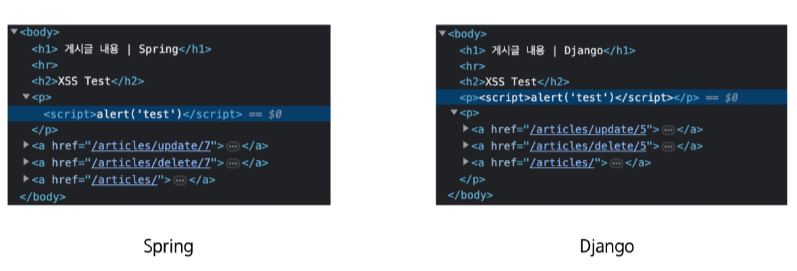 <body>
<h1> 게시글 내용 | Spring</h1>
<hr>
<h2>XSS Test</h2>
<p>
<script>alert('test')</script> == $0
</p>
<a href="/articles/update/7">…</a>
<a href="/articles/delete/7">…</a>
<a href="/articles/">…</a>
</body>
Spring
<body>
<h1> 게시글 내용 | Django</h1>
<hr>
<h2>XSS Test</h2>
<p><script>alert('test')</script></p> == $0
<p>
<a href="/articles/update/5">…</a>
<a href="/articles/delete/5">…</a>
<a href="/articles/">…</a>
</p>
</body>
Django